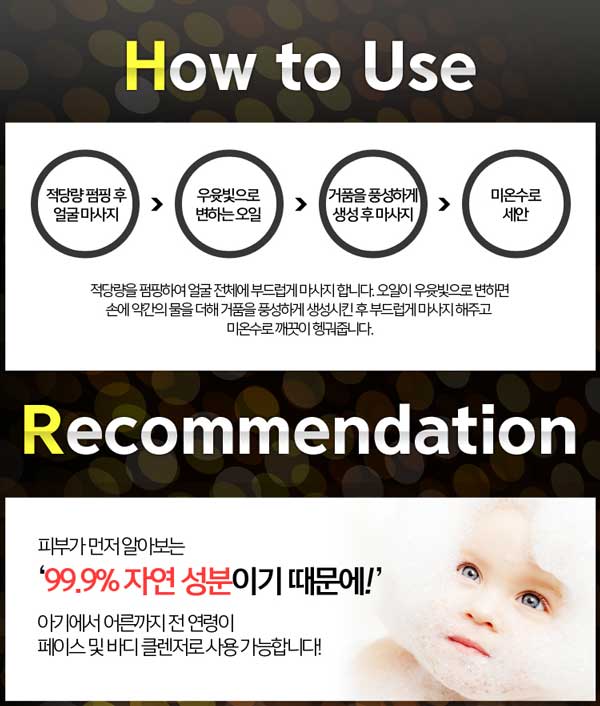 How to Use
적당량 펌핑 후
얼굴 마사지
우윳빛으로
변하는 오일
거품을 풍성하게
생성 후 마사지
미온수로
세안
적당량을 펌핑하여 얼굴 전체에 부드럽게 마사지 합니다. 오일이 우윳빛으로 변하면
손에 약간의 물을 더해 거품을 풍성하게 생성시킨 후 부드럽게 마사지 해주고
미온수로 깨끗이 헹궈줍니다.
Recommendation
피부가 먼저 알아보는
‘99.9% 자연 성분이기 때문에!’
아기에서 어른까지 전 연령이
페이스 및 바디 클렌저로 사용 가능합니다!